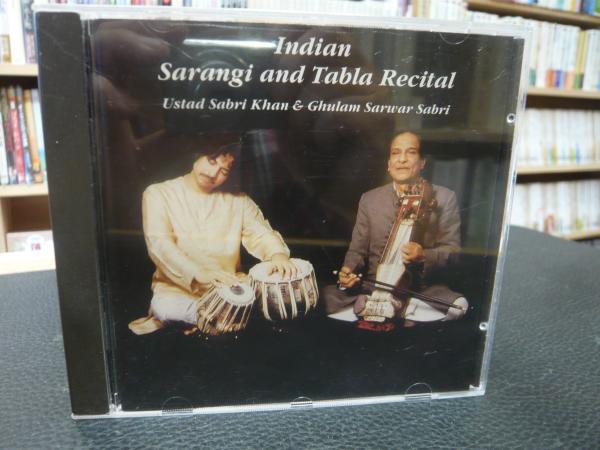 Indian
Sarangi and Tabla Recital
Ustad Sabri Khan & Ghulam Sarwar Sabri